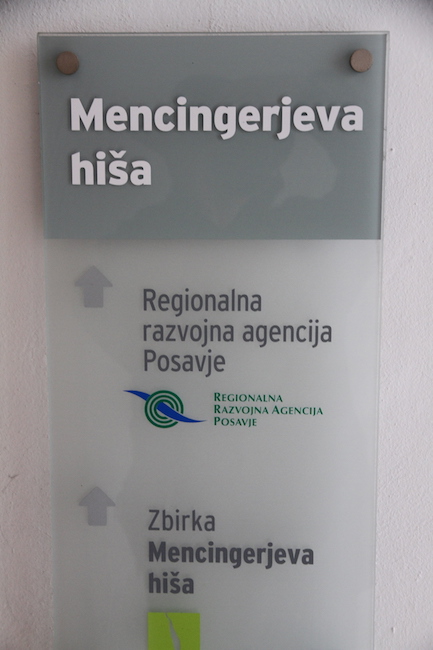 Mencingerjeva
hiša
Regionalna
razvojna agencija
Posavje
REGIONALNA
RAZVOJNA AGENCIJA
POSAVJE
Zbirka
Mencingerjeva
hiša